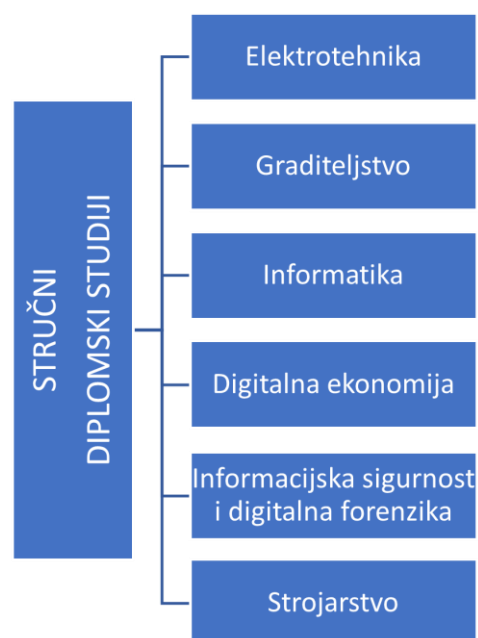 STRUČNI
DIPLOMSKI STUDIJI
Elektrotehnika
Graditeljstvo
Informatika
Digitalna ekonomija
Informacijska sigurnost
i digitalna forenzika
Strojarstvo